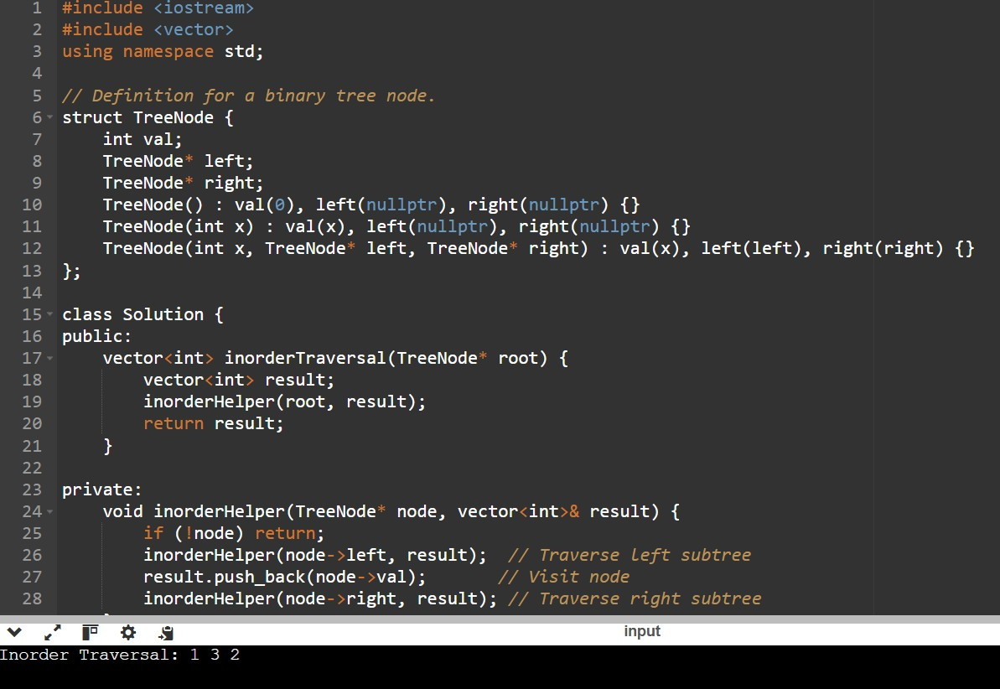 1 #include <iostream>
2 #include <vector>
3 using namespace std;
4
5 // Definition for a binary tree node.
6 struct TreeNode {
7     int val;
8     TreeNode* left;
9     TreeNode* right;
10     TreeNode() : val(0), left(nullptr), right(nullptr) {}
11     TreeNode(int x) : val(x), left(nullptr), right(nullptr) {}
12     TreeNode(int x, TreeNode* left, TreeNode* right) : val(x), left(left), right(right) {}
13 };
14
15 class Solution {
16 public:
17     vector<int> inorderTraversal(TreeNode* root) {
18         vector<int> result;
19         inorderHelper(root, result);
20         return result;
21     }
22
23 private:
24     void inorderHelper(TreeNode* node, vector<int>& result) {
25         if (!node) return;
26         inorderHelper(node->left, result);  // Traverse left subtree
27         result.push_back(node->val);       // Visit node
28         inorderHelper(node->right, result); // Traverse right subtree
input
Inorder Traversal: 1 3 2